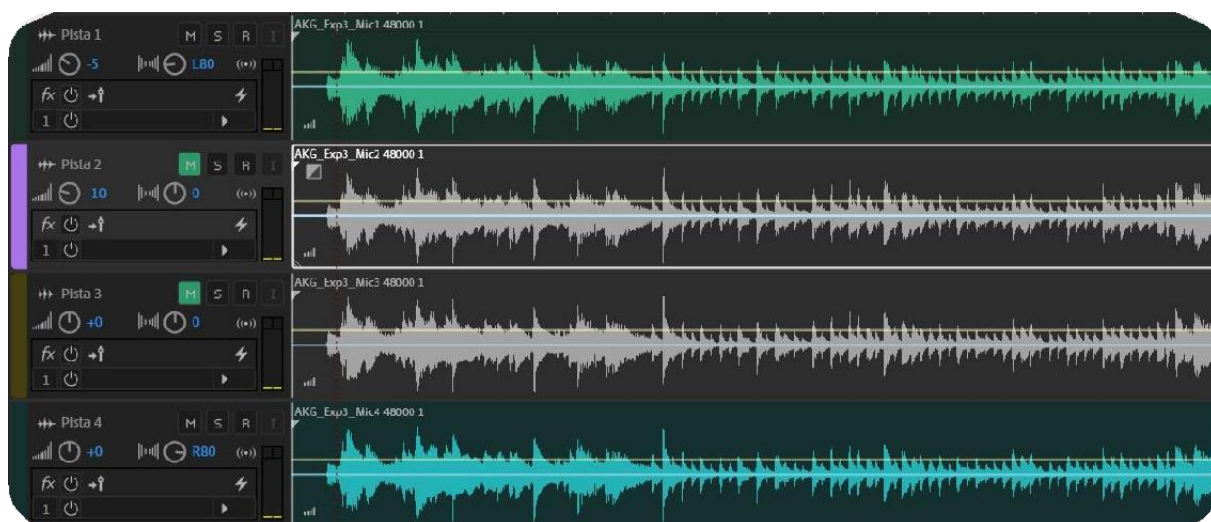 Pista 1 M S R I
-5 L80
fx
1
AKG_Exp3_Mic1 48000 1
Pista 2 M S R I
10 0
fx
1
AKG_Exp3_Mic2 48000 1
Pista 3 M S R I
+0 0
fx
1
AKG_Exp3_Mic3 48000 1
Pista 4 M S R I
+0 R80
fx
1
AKG_Exp3_Mic4 48000 1